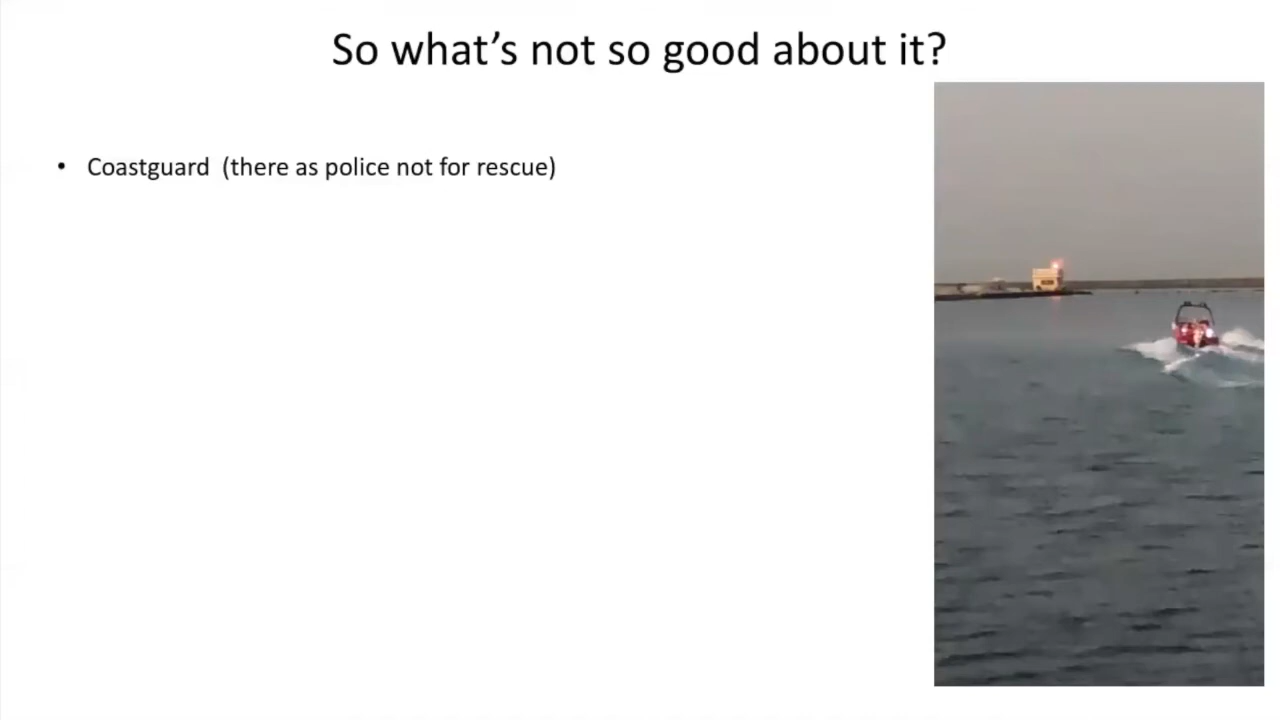 So what’s not so good about it?
• Coastguard  (there as police not for rescue)